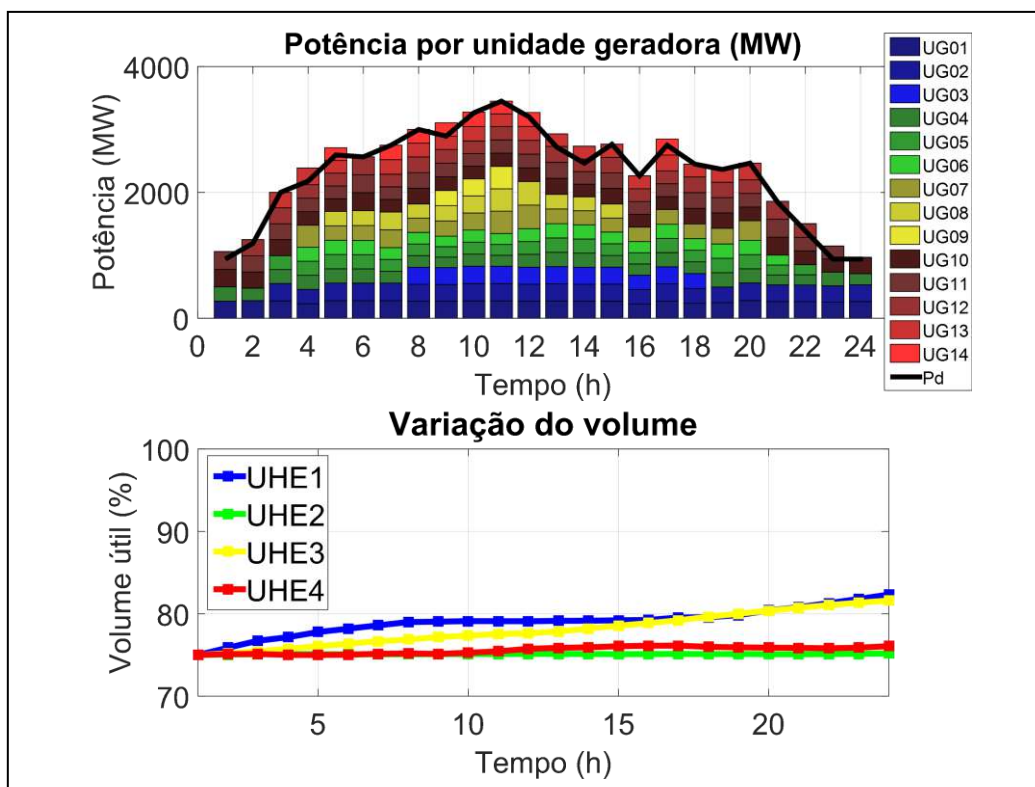 Potência por unidade geradora (MW)
Potência (MW)
4000
2000
0
0 2 4 6 8 10 12 14 16 18 20 22 24
Tempo (h)
UG01
UG02
UG03
UG04
UG05
UG06
UG07
UG08
UG09
UG10
UG11
UG12
UG13
UG14
Pd
Variação do volume
Volume útil (%)
100
90
80
70
5 10 15 20
Tempo (h)
UHE1
UHE2
UHE3
UHE4